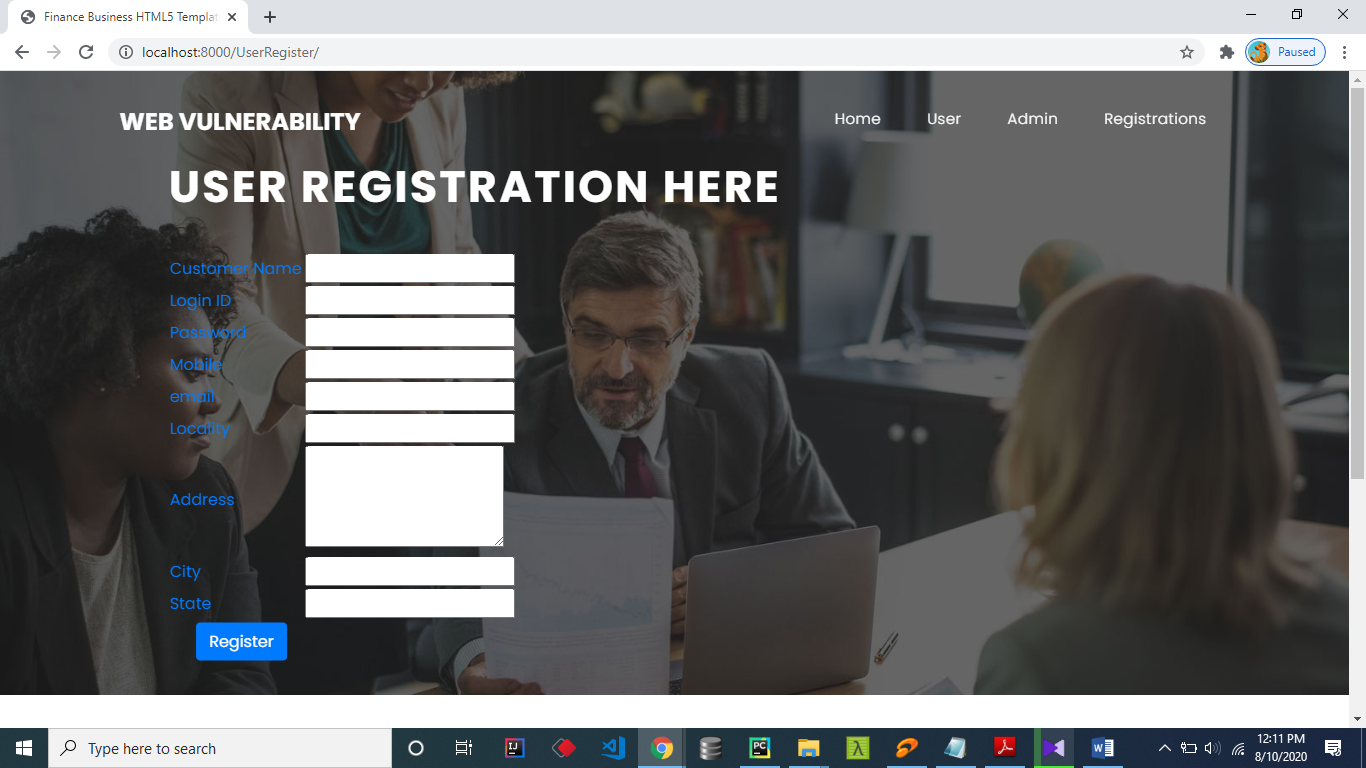 Finance Business HTML5 Templat
localhost:8000/UserRegister/
Paused
WEB VULNERABILITY
Home User Admin Registrations
USER REGISTRATION HERE
Customer Name
Login ID
Password
Mobile
email
Locality
Address
City
State
Register
Type here to search
12:11 PM
8/10/2020